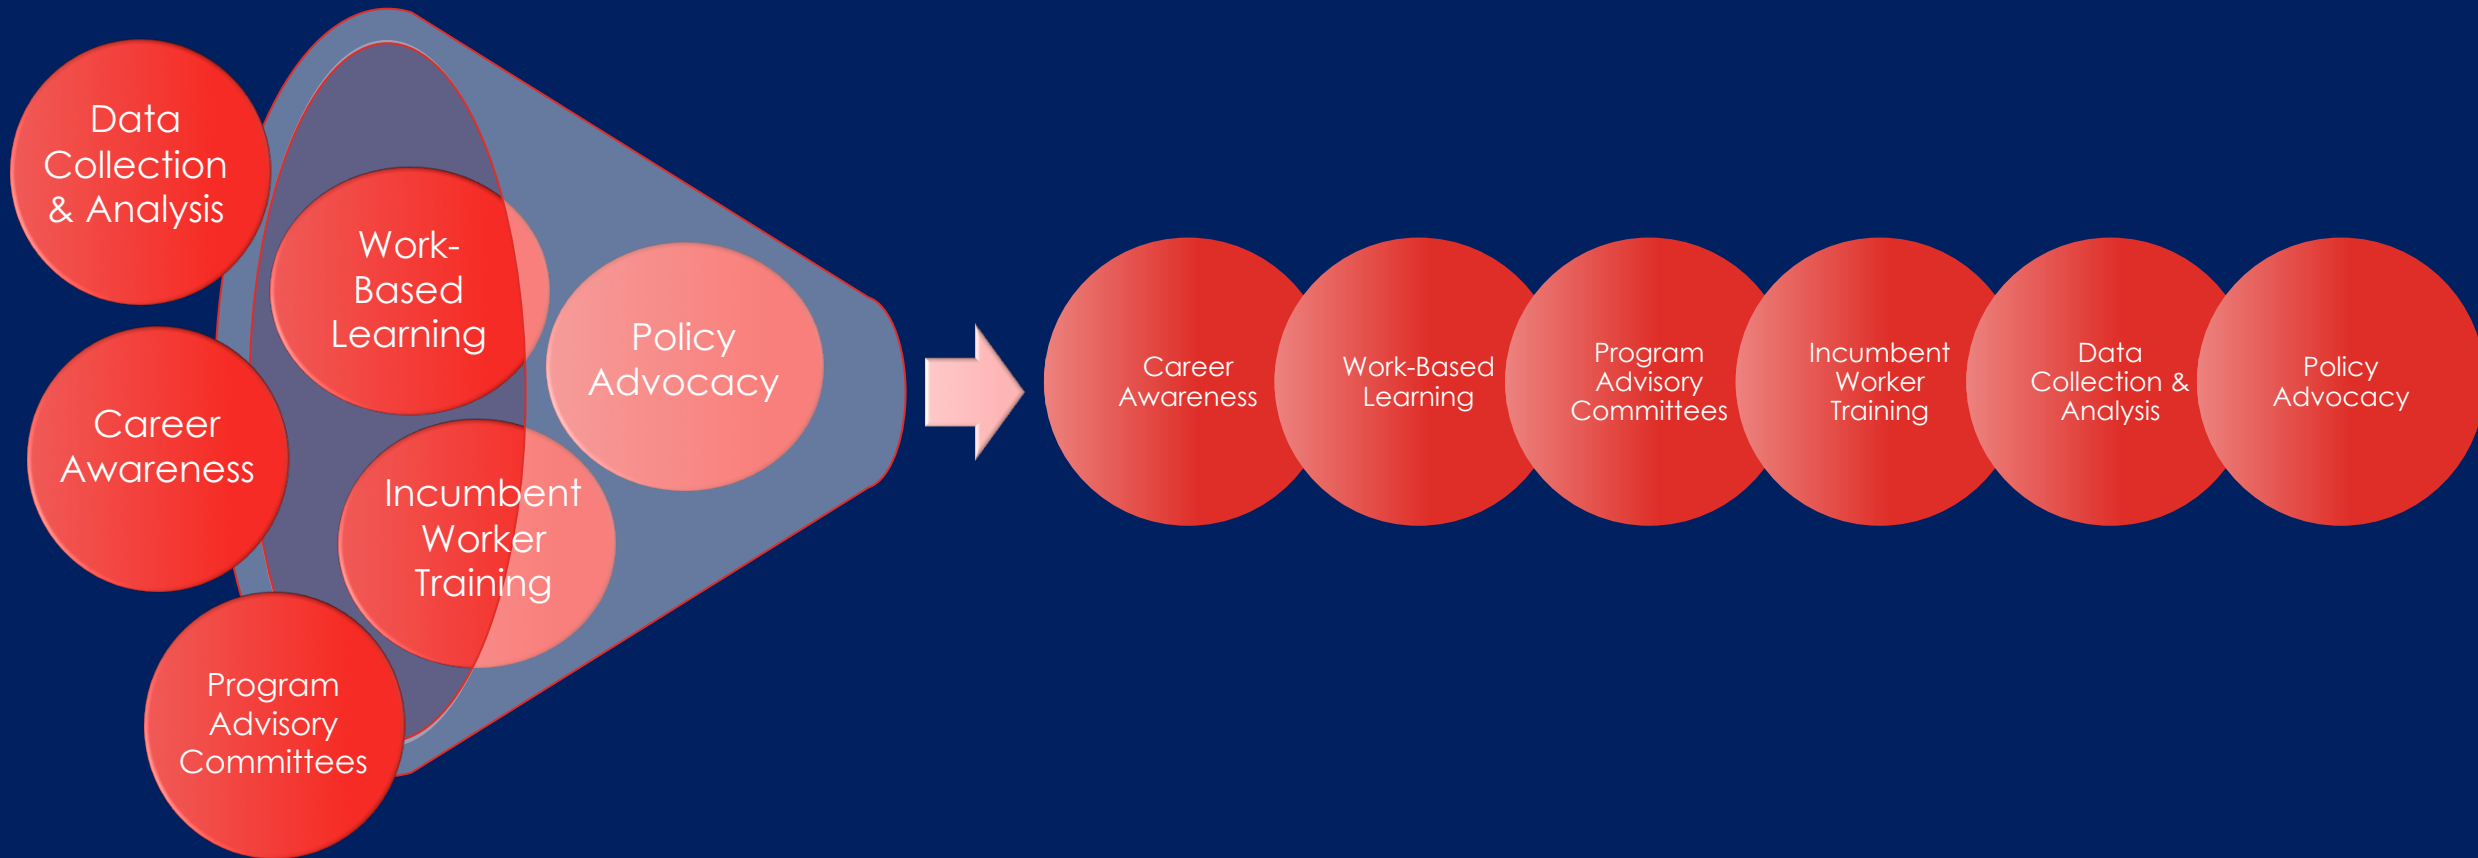 Data
Collection
& Analysis
Work-
Based
Learning
Policy
Advocacy
Career
Awareness
Incumbent
Worker
Training
Program
Advisory
Committees
Career
Awareness
Work-Based
Learning
Program
Advisory
Committees
Incumbent
Worker
Training
Data
Collection &
Analysis
Policy
Advocacy